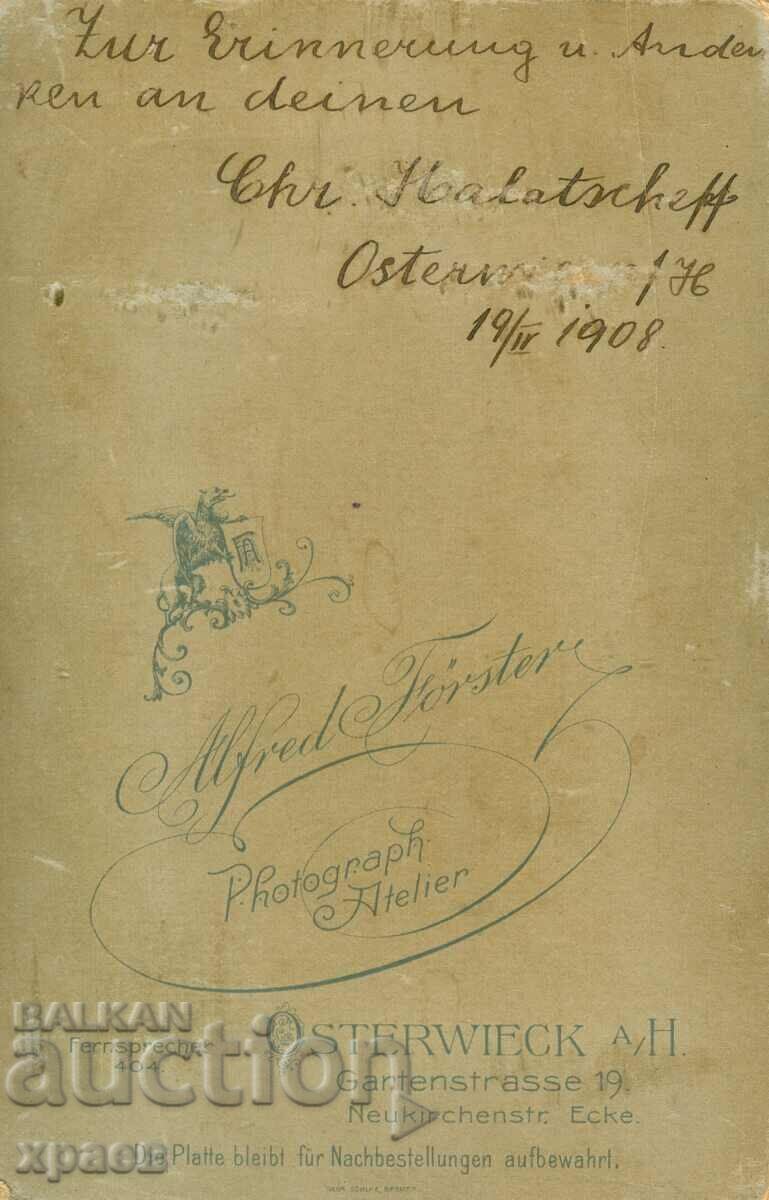 Zur Erinnerung u. Anden
ken an deinen
Chr. Halatscheff
Osterwieck /H
19/IV 1908.
Alfred Förster
Photograph.
Atelier
Fernsprecher
404.
OSTERWIECK A/H.
Gartenstrasse 19.
Neukirchenstr. Ecke.
Die Platte bleibt für Nachbestellungen aufbewahrt.
BALKAN
auction
xpaes